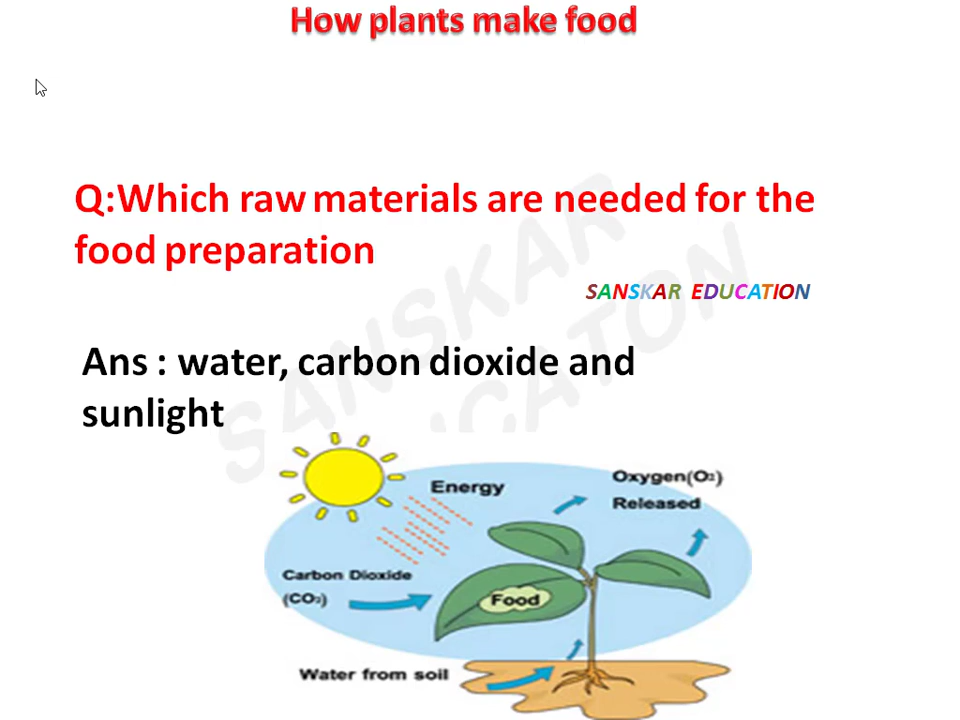 How plants make food
Q:Which raw materials are needed for the
food preparation
SANSKAR EDUCATION
Ans : water, carbon dioxide and
sunlight
SANSKAR
Energy
Oxygen(O₂)
Released
Carbon Dioxide
(CO₂)
Food
Water from soil